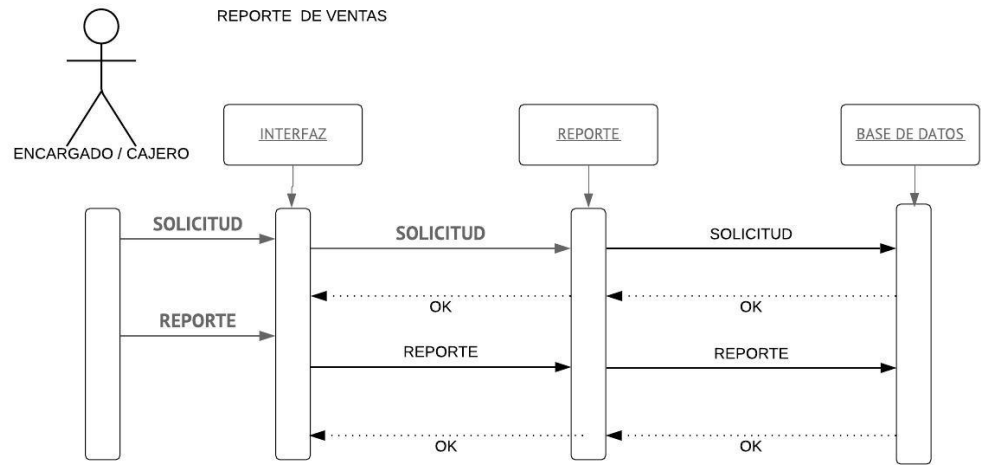 REPORTE DE VENTAS
ENCARGADO / CAJERO
INTERFAZ
REPORTE
BASE DE DATOS
SOLICITUD
SOLICITUD
SOLICITUD
OK
OK
REPORTE
REPORTE
REPORTE
OK
OK